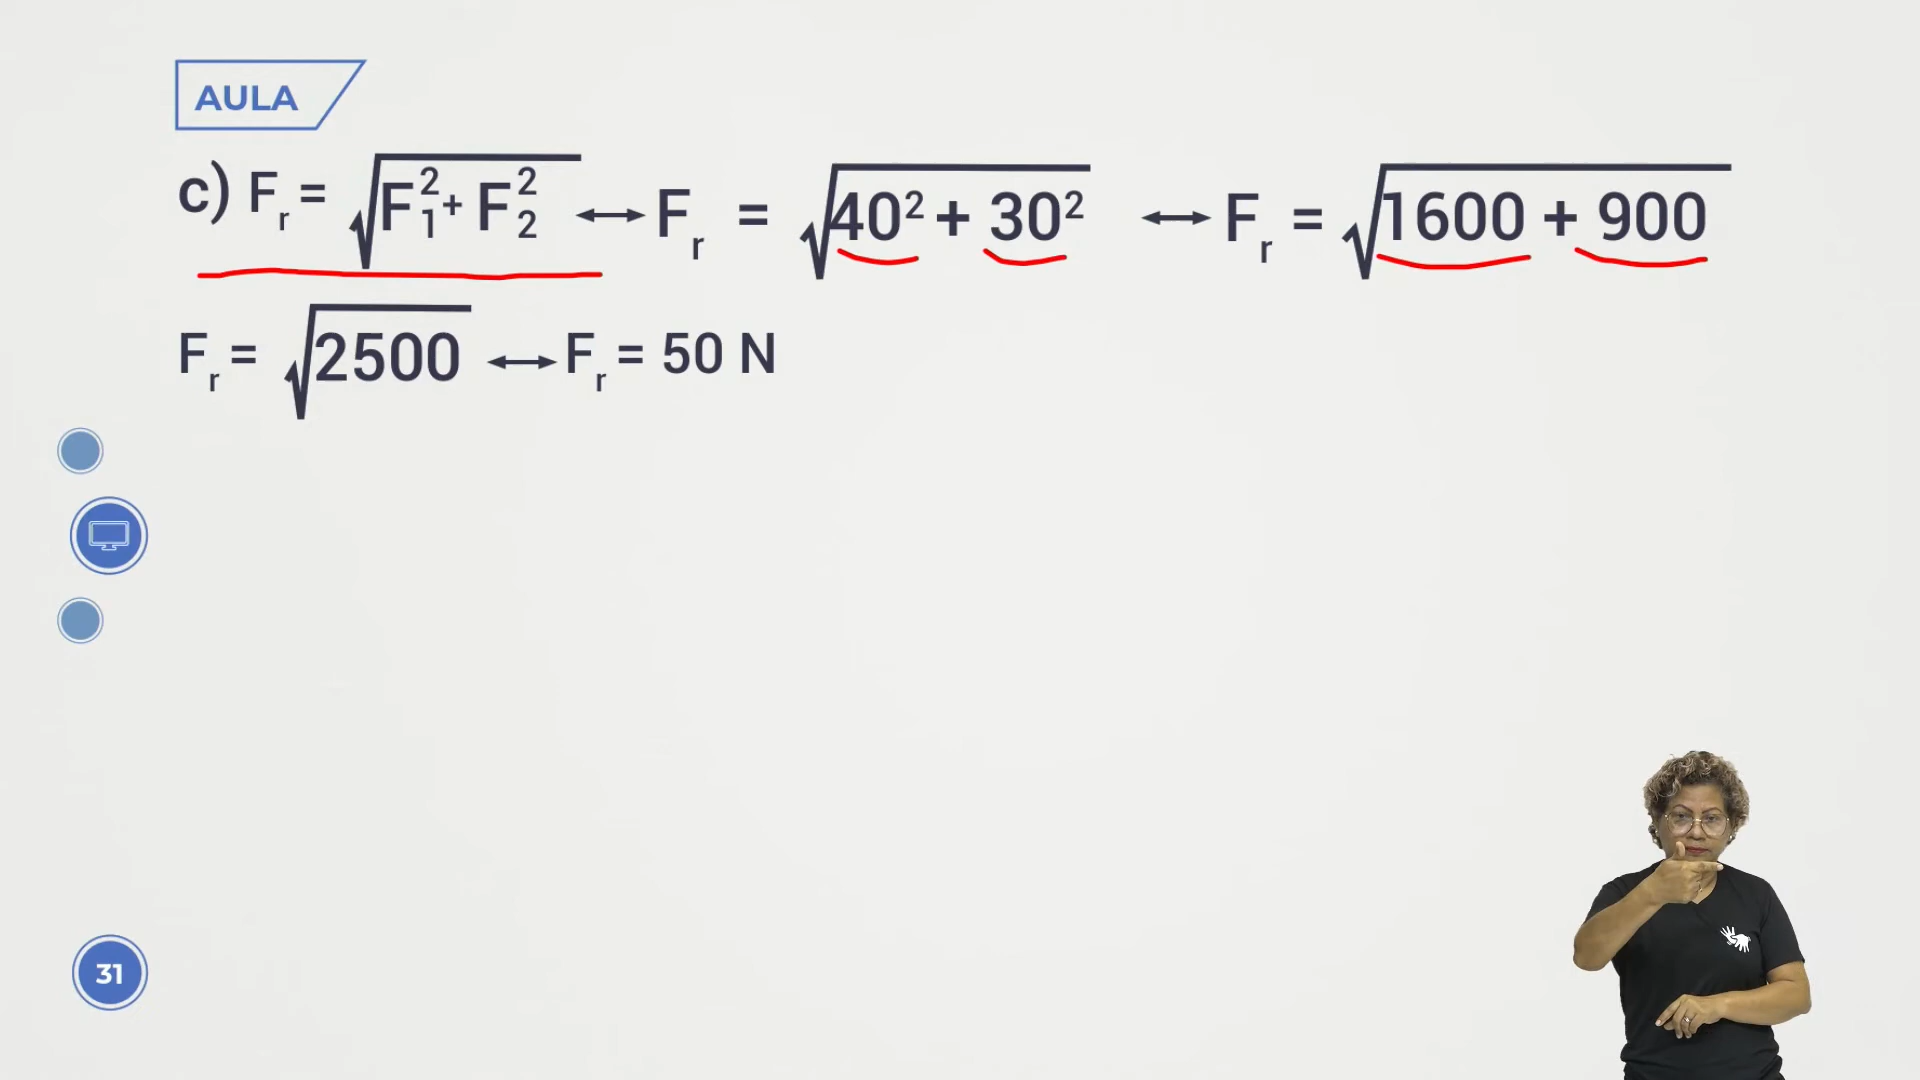 AULA
c) Fᵣ = √F₁² + F₂² ↔ Fᵣ = √40² + 30² ↔ Fᵣ = √1600 + 900
Fᵣ = √2500 ↔ Fᵣ = 50 N
31